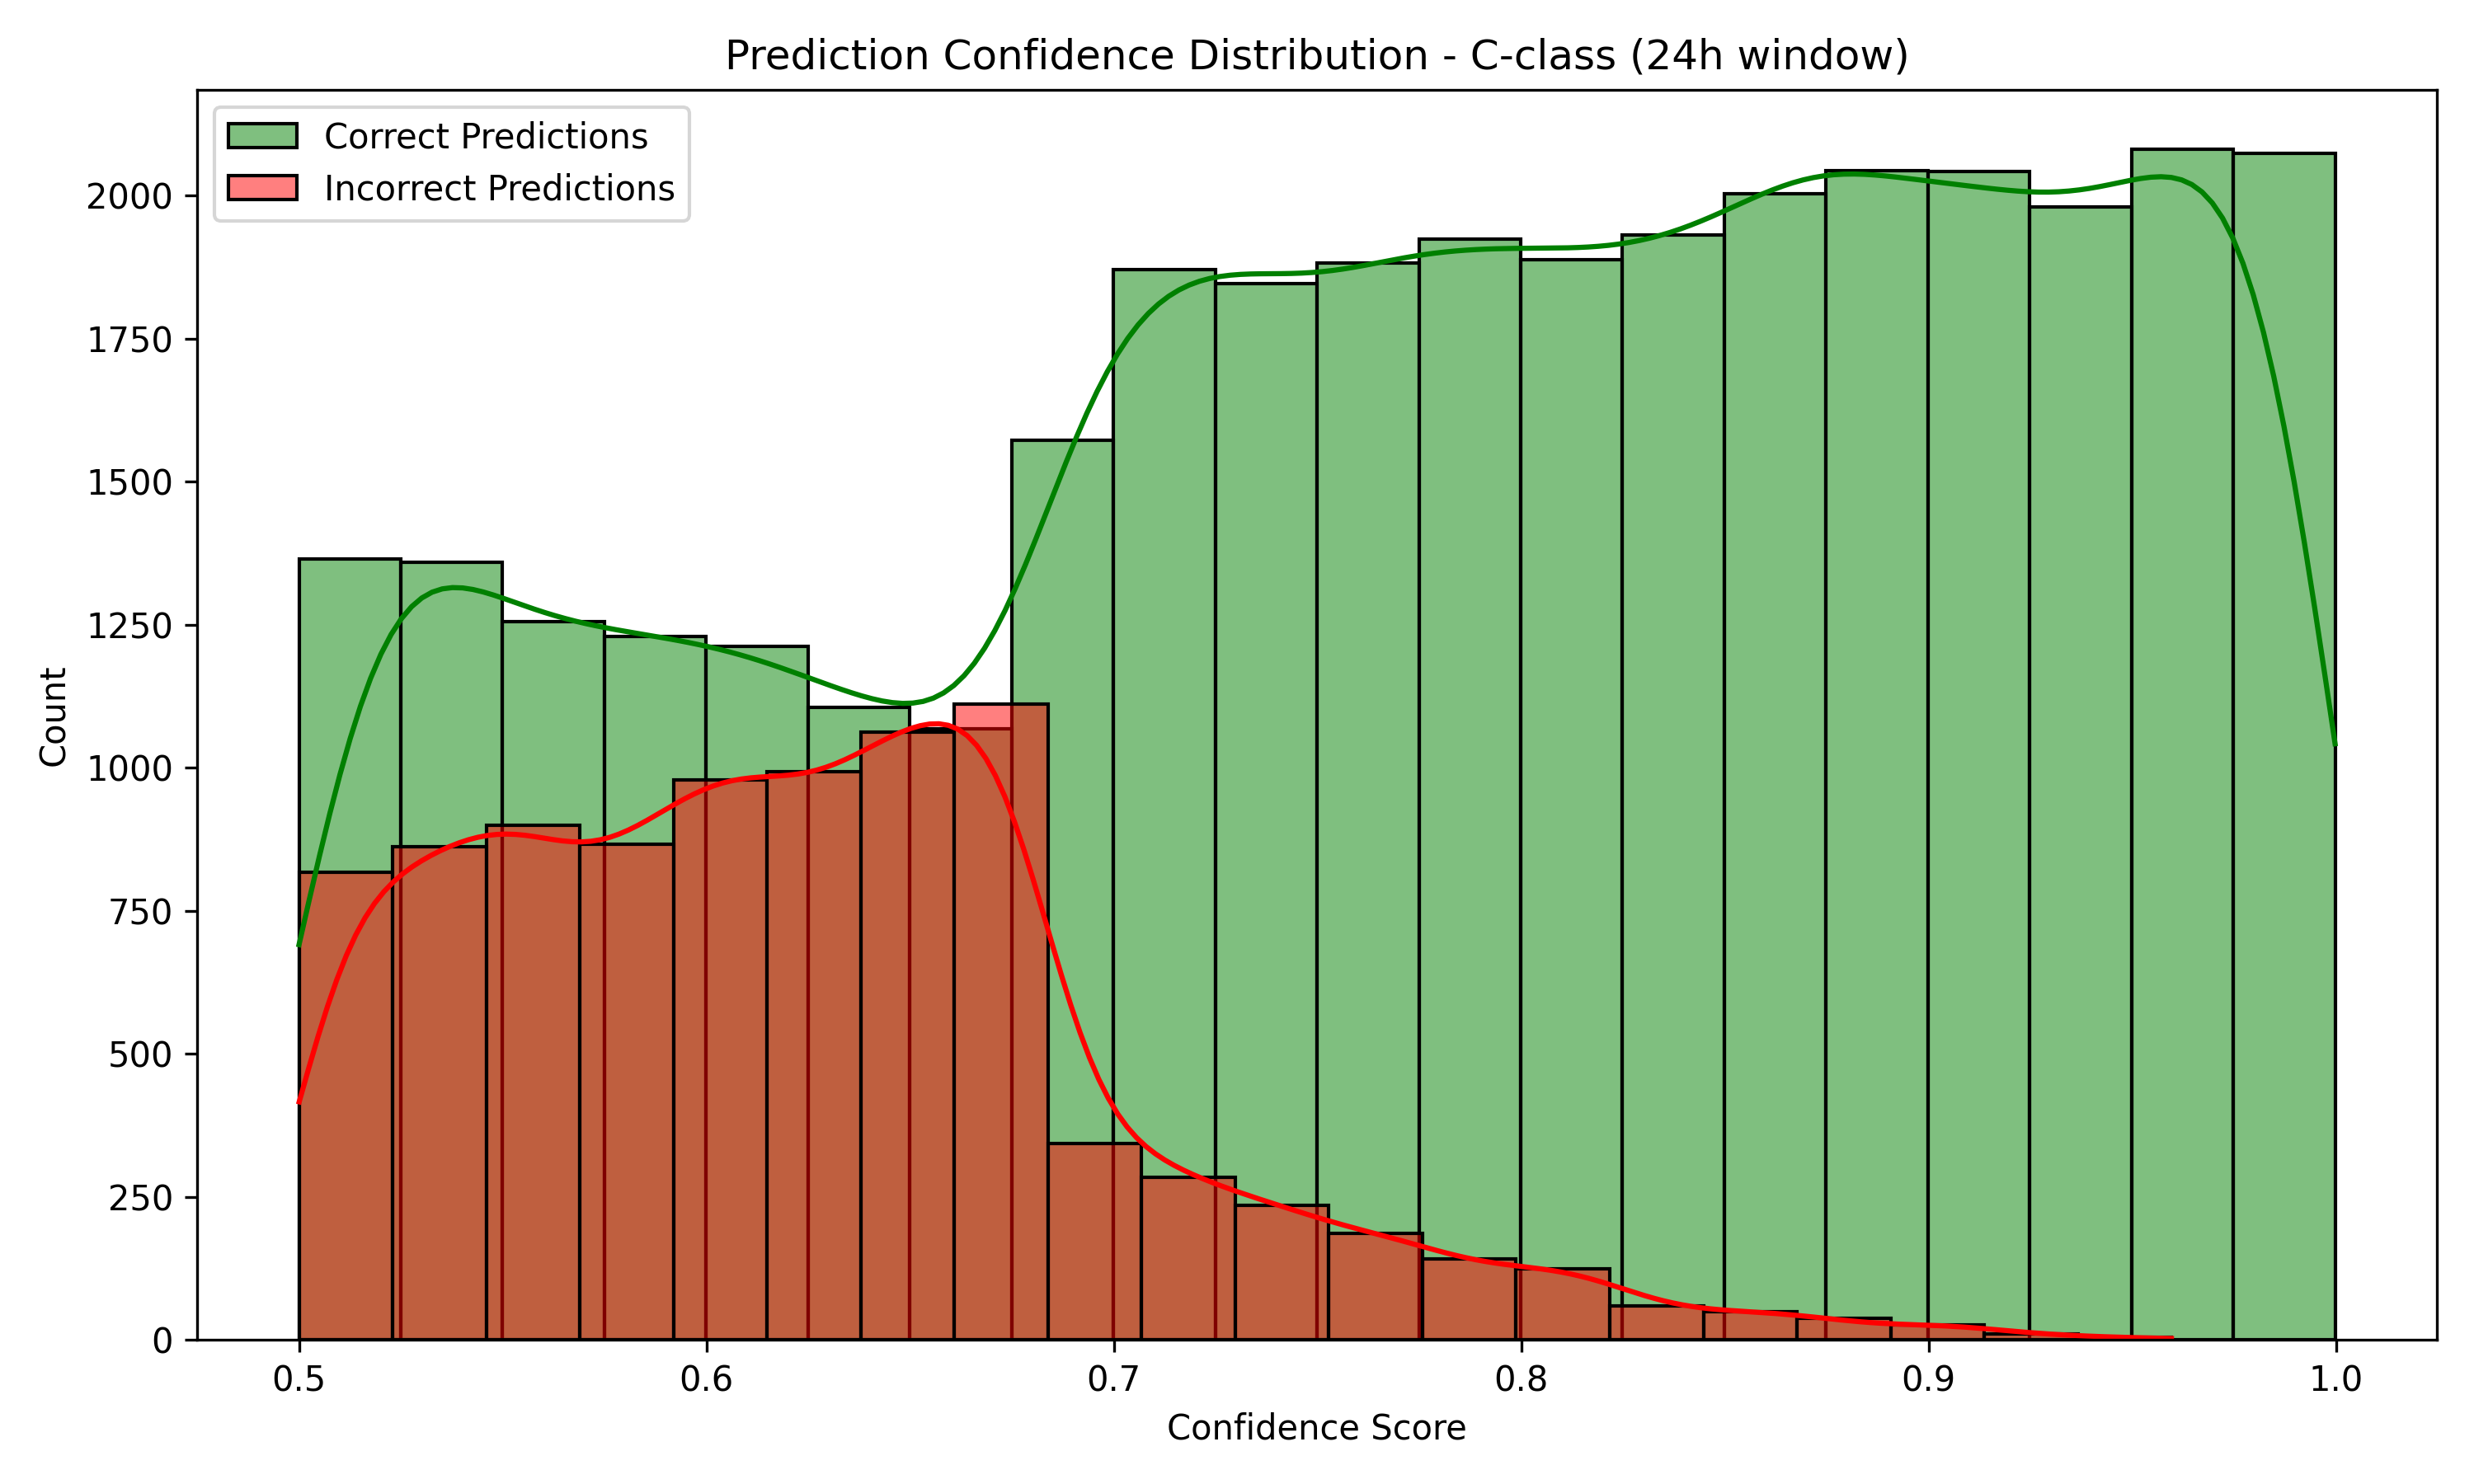 Prediction Confidence Distribution - C-class (24h window)
Correct Predictions
Incorrect Predictions
2000
1750
1500
1250
1000
750
500
250
0
Count
0.5 0.6 0.7 0.8 0.9 1.0
Confidence Score